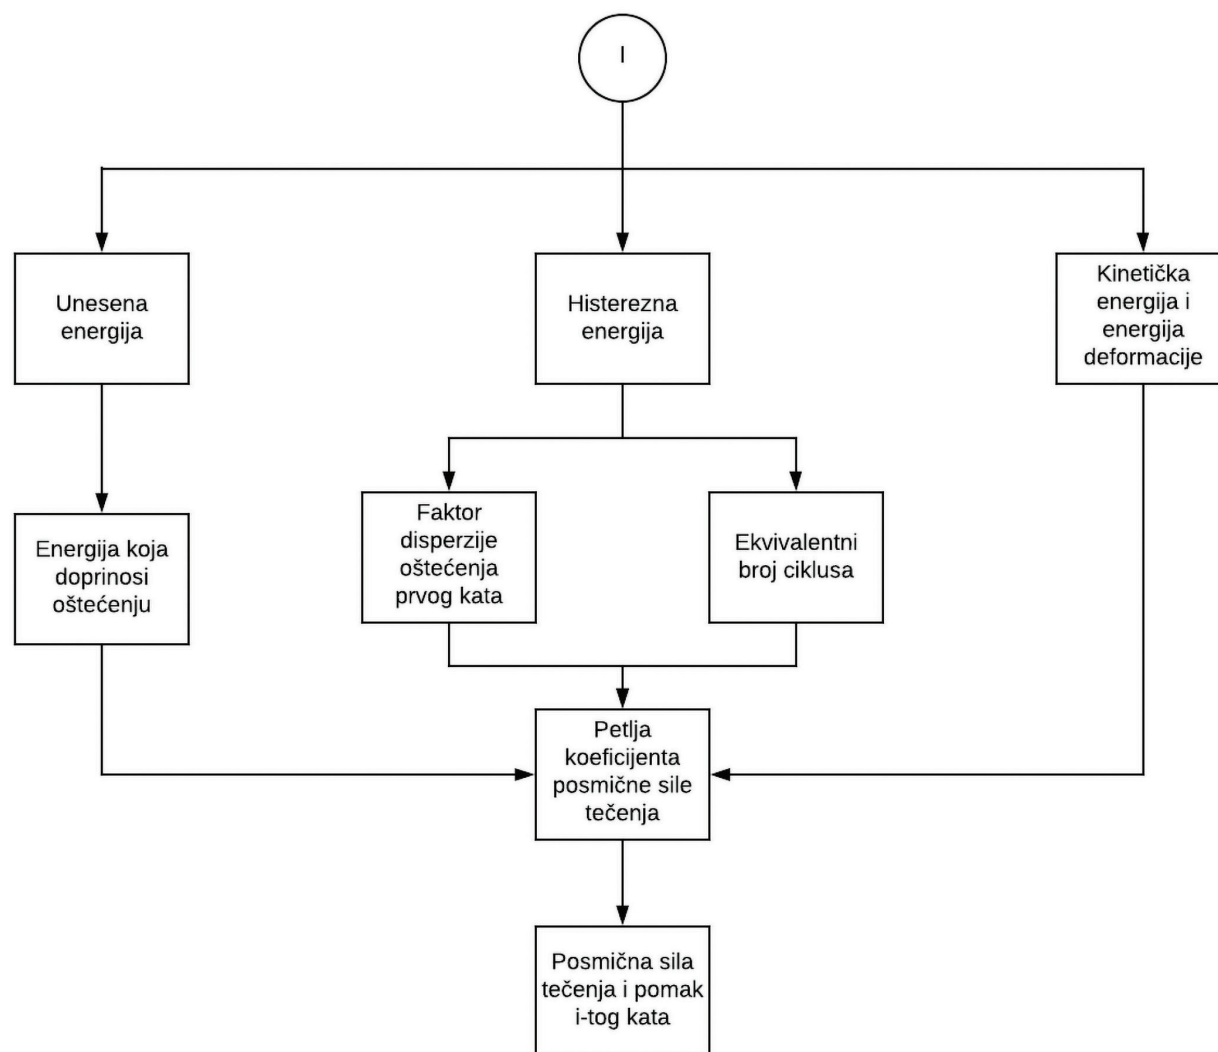 I
Unesena
energija
Histerezna
energija
Kinetička
energija i
energija
deformacije
Energija koja
doprinosi
oštećenju
Faktor
disperzije
oštećenja
prvog kata
Ekvivalentni
broj ciklusa
Petlja
koeficijenta
posmične sile
tečenja
Posmična sila
tečenja i pomak
i-tog kata